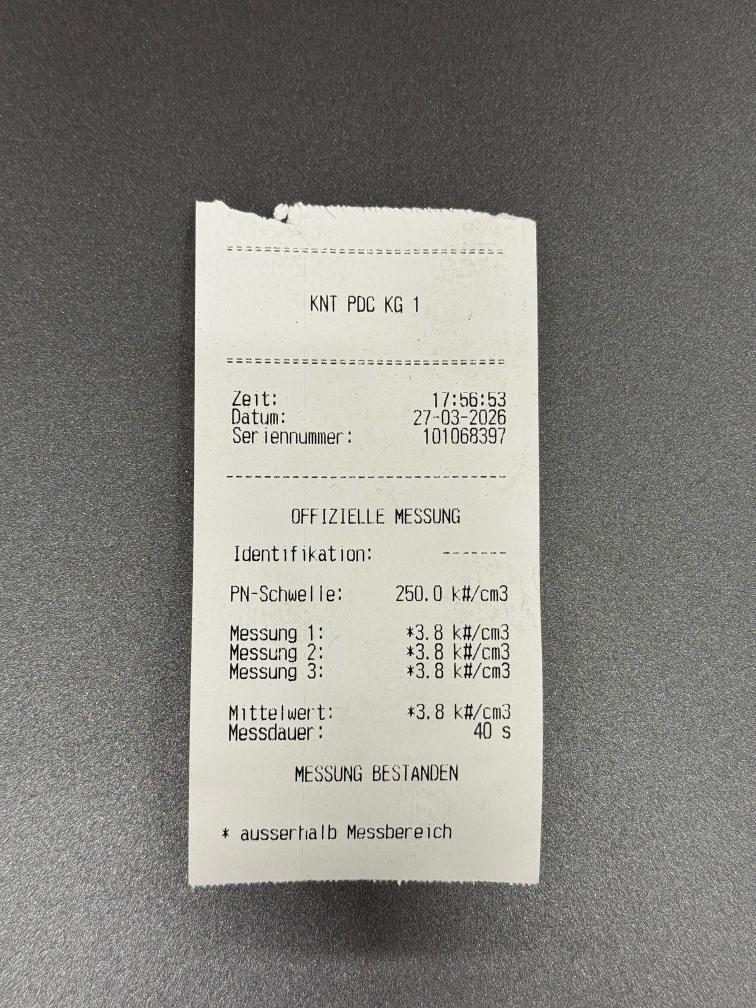 ================================
KNT PDC KG 1
================================
Zeit: 17:56:53
Datum: 27-03-2026
Seriennummer: 101068397
--------------------------------
OFFIZIELLE MESSUNG
Identifikation: -------
PN-Schwelle: 250.0 k#/cm3
Messung 1: *3.8 k#/cm3
Messung 2: *3.8 k#/cm3
Messung 3: *3.8 k#/cm3
Mittelwert: *3.8 k#/cm3
Messdauer: 40 s
MESSUNG BESTANDEN
* ausserhalb Messbereich